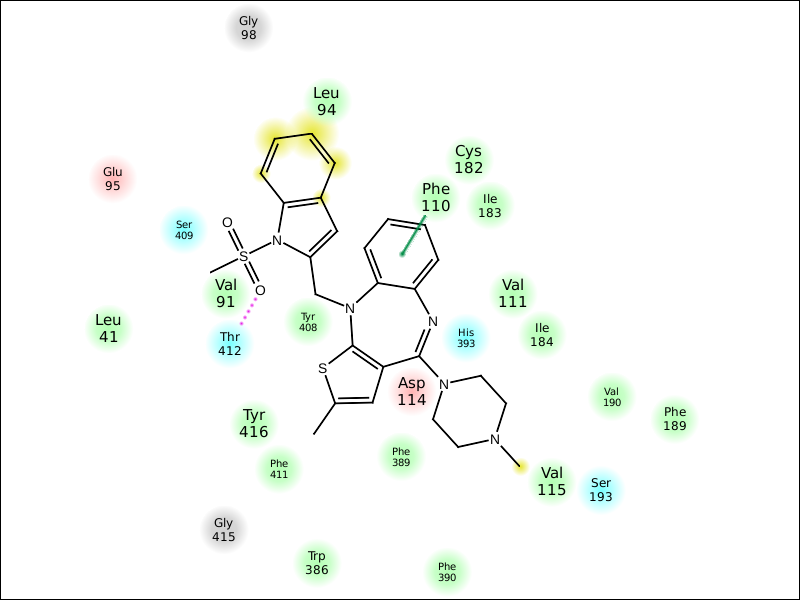 Gly
98
Leu
94
Cys
182
Glu
95
Phe
110
Ile
183
Ser
409
O
N
S
Val
91
O
Val
111
Leu
41
Tyr
408
N
N
Thr
412
His
393
Ile
184
S
Asp
114
N
Val
190
Phe
189
Tyr
416
N
Phe
411
Phe
389
Val
115
Ser
193
Gly
415
Trp
386
Phe
390